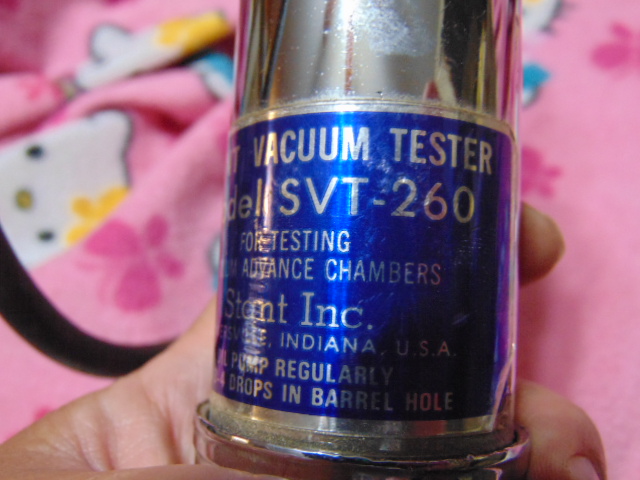 VACUUM TESTER
SVT-260
FOR TESTING
ADVANCE CHAMBERS
Stant Inc.
INDIANA, U.S.A.
PUMP REGULARLY
DROPS IN BARREL HOLE